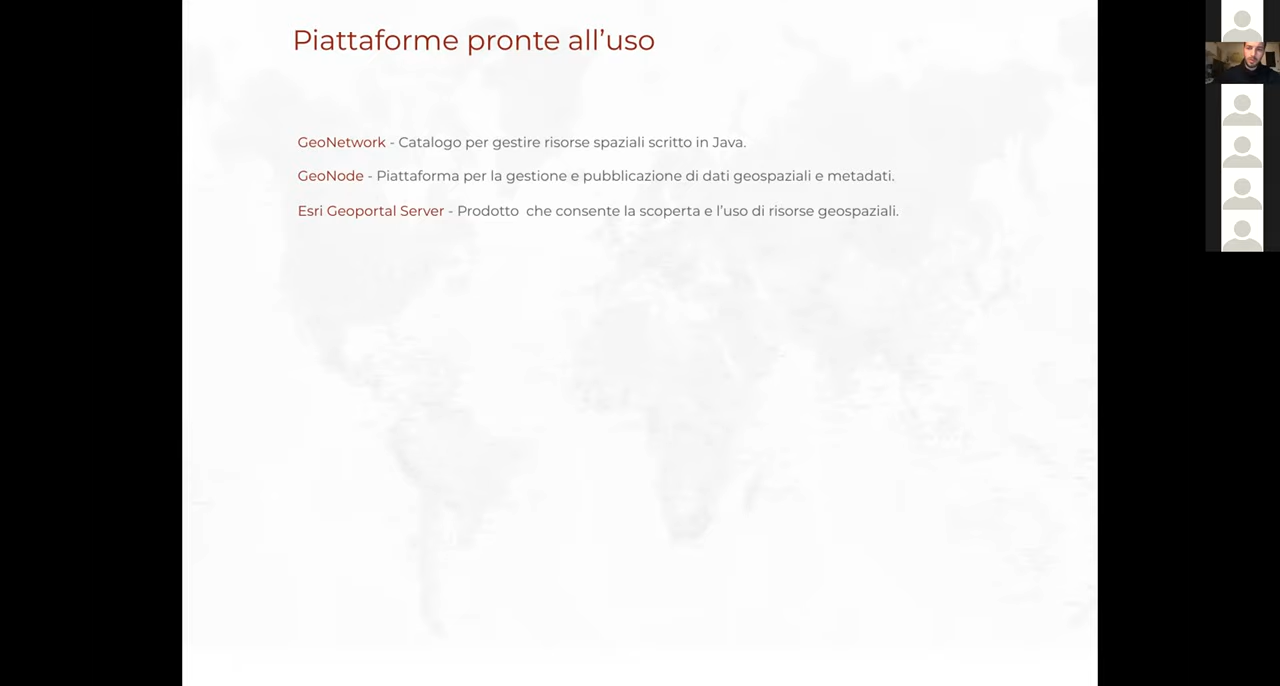 Piattaforme pronte all’uso
GeoNetwork - Catalogo per gestire risorse spaziali scritto in Java.
GeoNode - Piattaforma per la gestione e pubblicazione di dati geospaziali e metadati.
Esri Geoportal Server - Prodotto  che consente la scoperta e l’uso di risorse geospaziali.